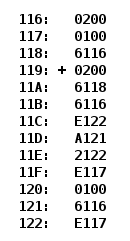 116: 0200
117: 0100
118: 6116
119: + 0200
11A: 6118
11B: 6116
11C: E122
11D: A121
11E: 2122
11F: E117
120: 0100
121: 6116
122: E117